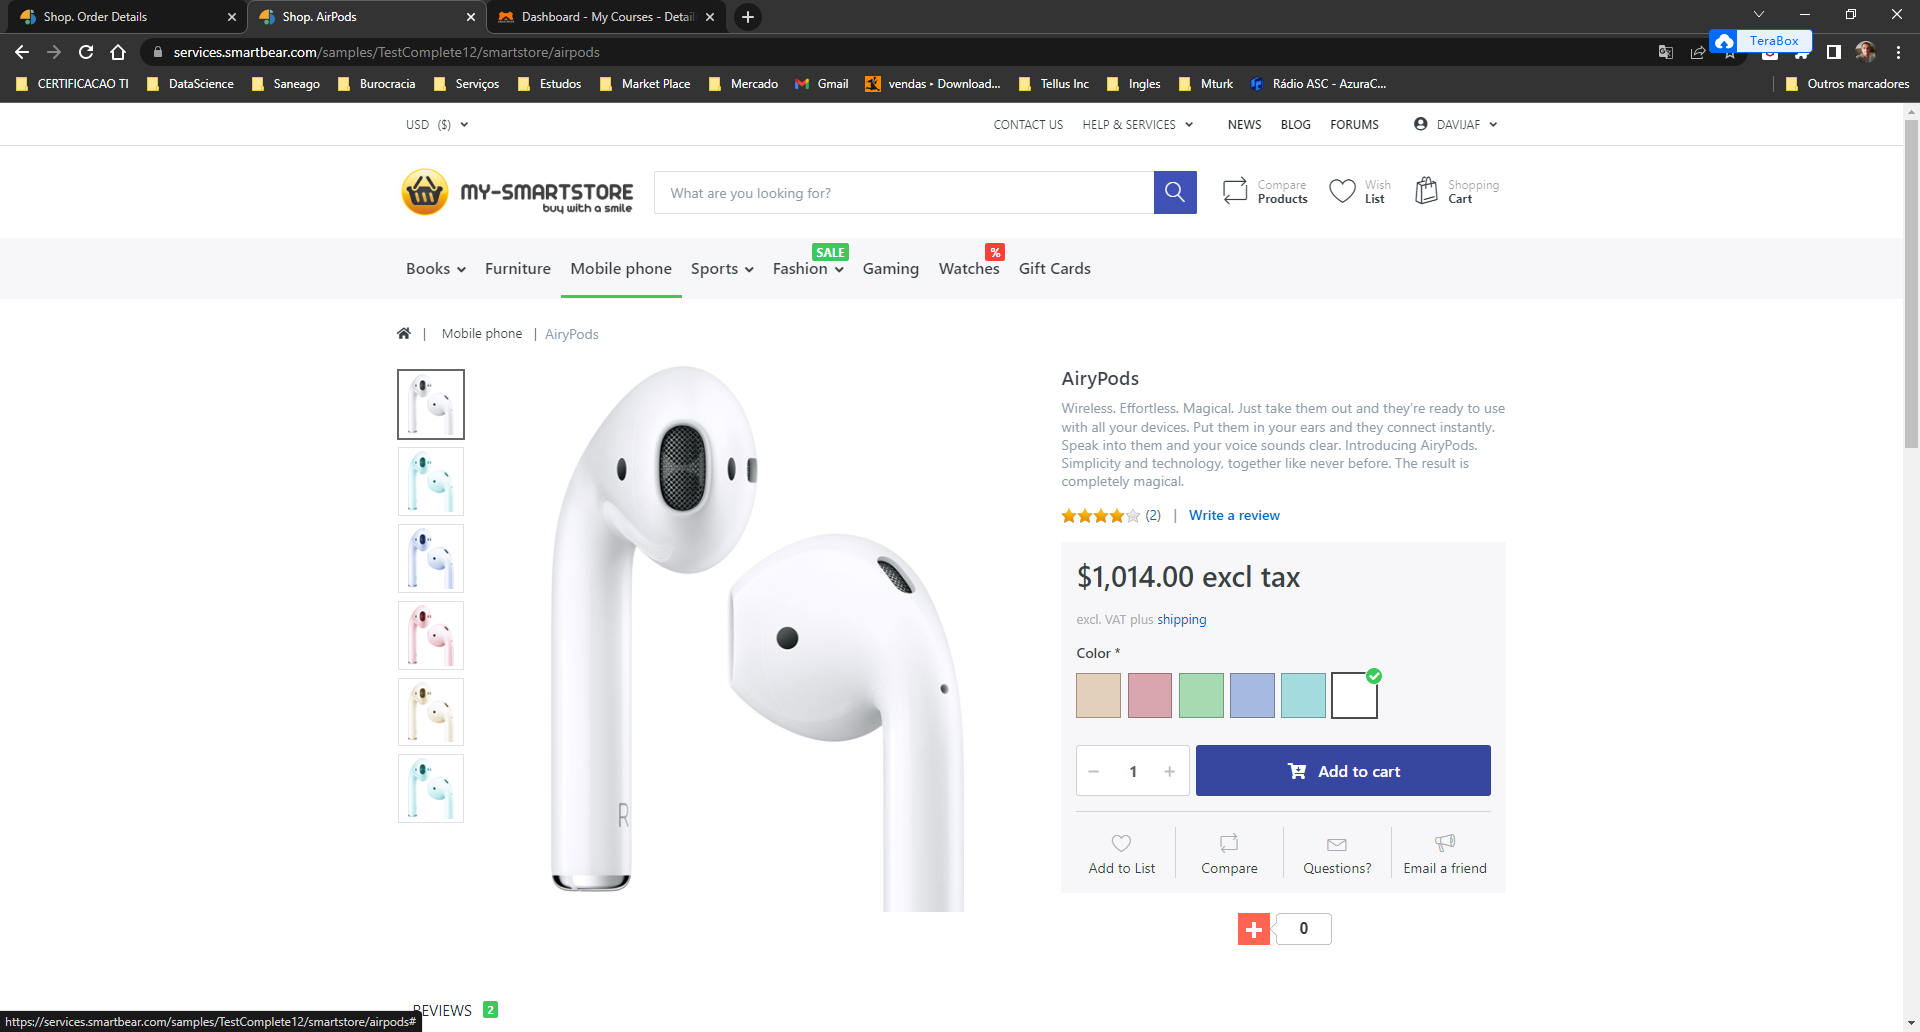 Shop. Order Details
Shop. AirPods
Dashboard - My Courses - Detail
services.smartbear.com/samples/TestComplete12/smartstore/airpods
TeraBox
CERTIFICACAO TI
DataScience
Saneago
Burocracia
Serviços
Estudos
Market Place
Mercado
Gmail
vendas ‣ Download...
Tellus Inc
Ingles
Mturk
Rádio ASC - AzuraC...
Outros marcadores
USD ($)
CONTACT US
HELP & SERVICES
NEWS
BLOG
FORUMS
DAVIJAF
MY-SMARTSTORE
buy with a smile
What are you looking for?
Compare
Products
Wish
List
Shopping
Cart
SALE
%
Books
Furniture
Mobile phone
Sports
Fashion
Gaming
Watches
Gift Cards
| Mobile phone | AiryPods
AiryPods
Wireless. Effortless. Magical. Just take them out and they're ready to use
with all your devices. Put them in your ears and they connect instantly.
Speak into them and your voice sounds clear. Introducing AiryPods.
Simplicity and technology, together like never before. The result is
completely magical.
(2) | Write a review
$1,014.00 excl tax
excl. VAT plus shipping
Color *
− 1 +
Add to cart
R
Add to List
Compare
Questions?
Email a friend
0
REVIEWS 2
https://services.smartbear.com/samples/TestComplete12/smartstore/airpods#